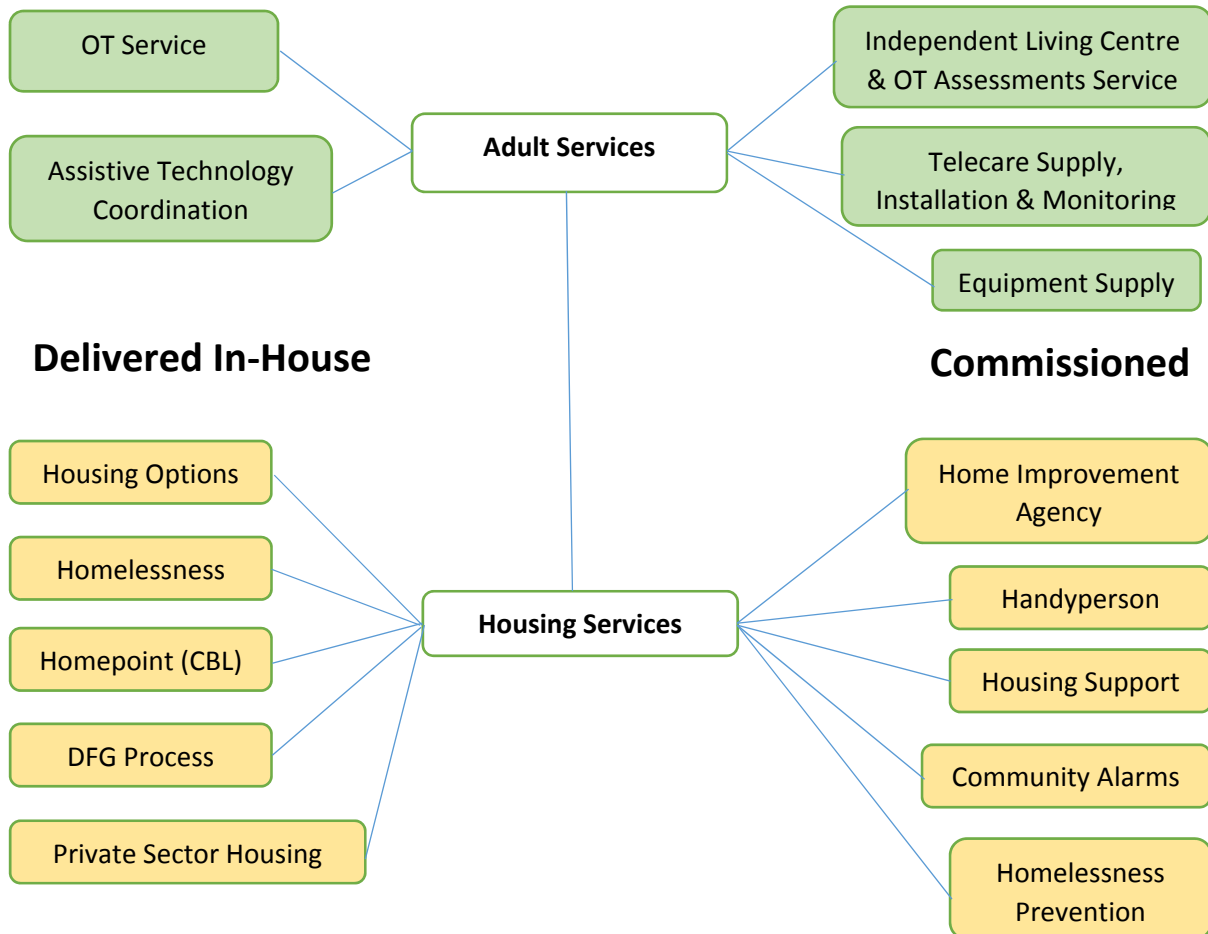 OT Service
Independent Living Centre
& OT Assessments Service
Adult Services
Assistive Technology
Coordination
Telecare Supply,
Installation & Monitoring
Equipment Supply
Delivered In-House
Commissioned
Housing Options
Home Improvement
Agency
Homelessness
Handyperson
Housing Services
Homepoint (CBL)
Housing Support
DFG Process
Community Alarms
Private Sector Housing
Homelessness
Prevention